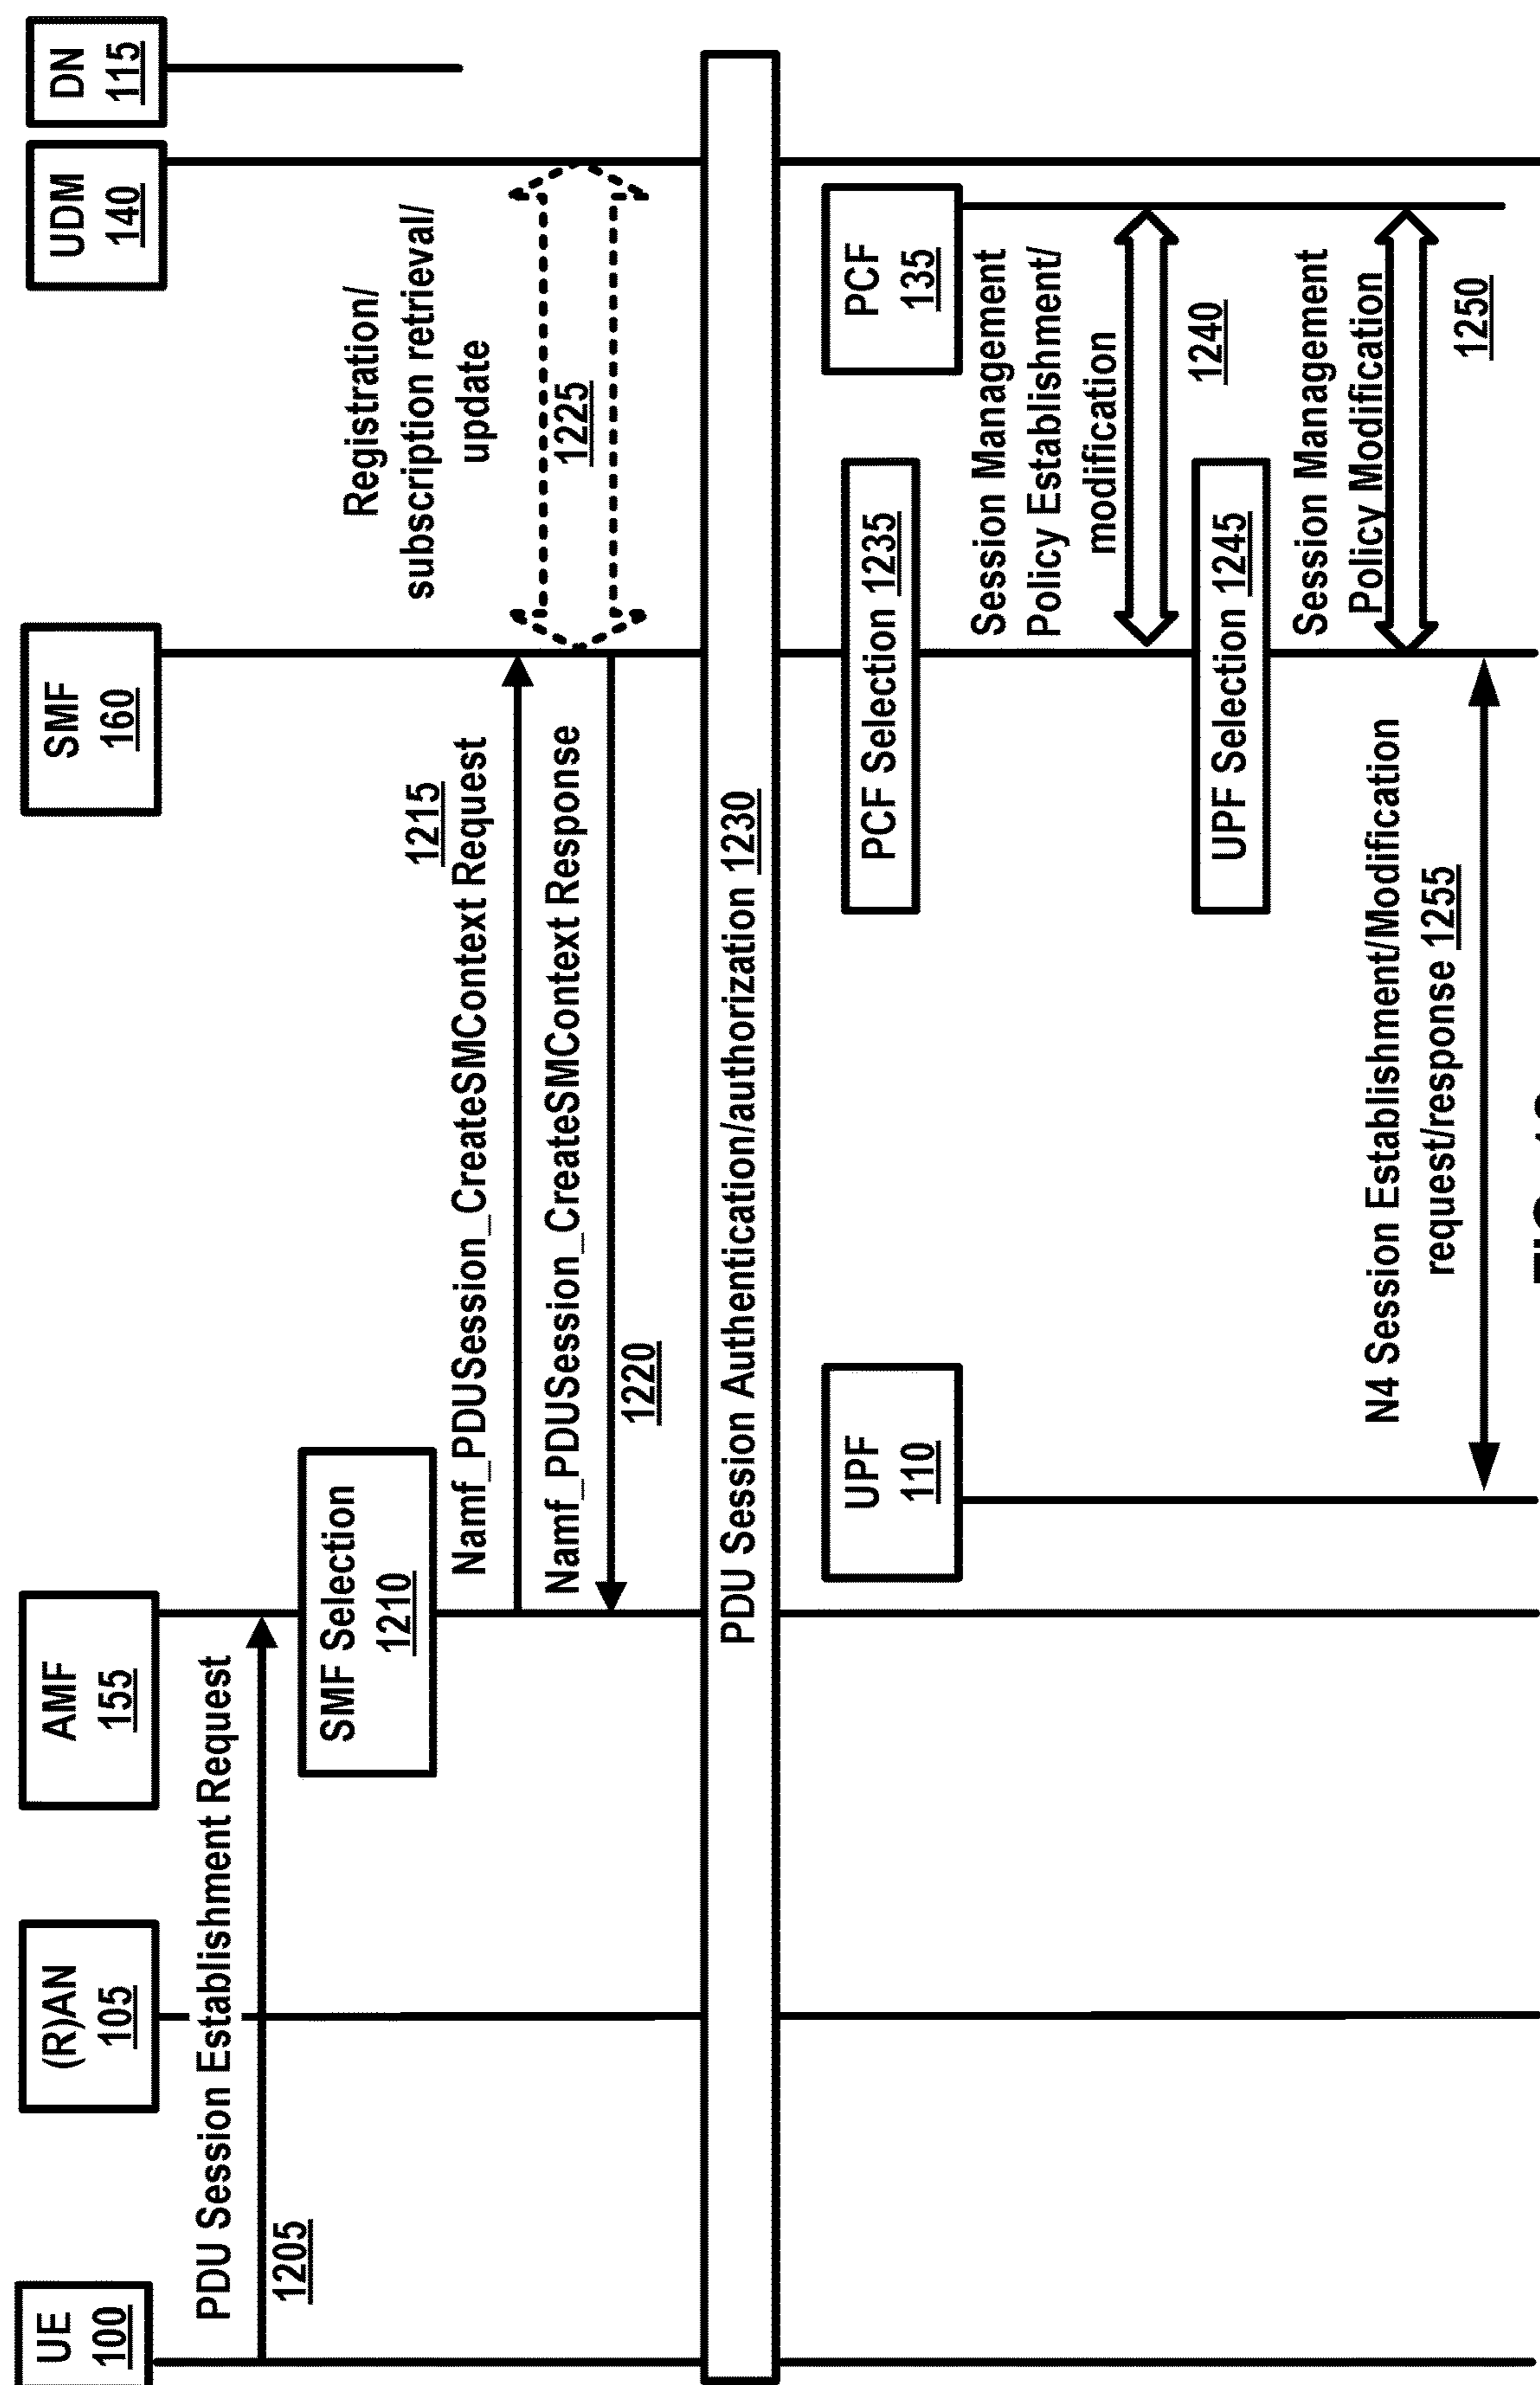 UE
100
(R)AN
105
AMF
155
SMF
160
UDM
140
DN
115
PDU Session Establishment Request
1205
SMF Selection
1210
1215
Namf_PDUSession_CreateSMContext Request
Namf_PDUSession_CreateSMContext Response
1220
Registration/
subscription retrieval/
update
1225
PDU Session Authentication/authorization 1230
UPF
110
PCF
135
PCF Selection 1235
Session Management
Policy Establishment/
modification
1240
UPF Selection 1245
Session Management
Policy Modification
1250
N4 Session Establishment/Modification
request/response 1255